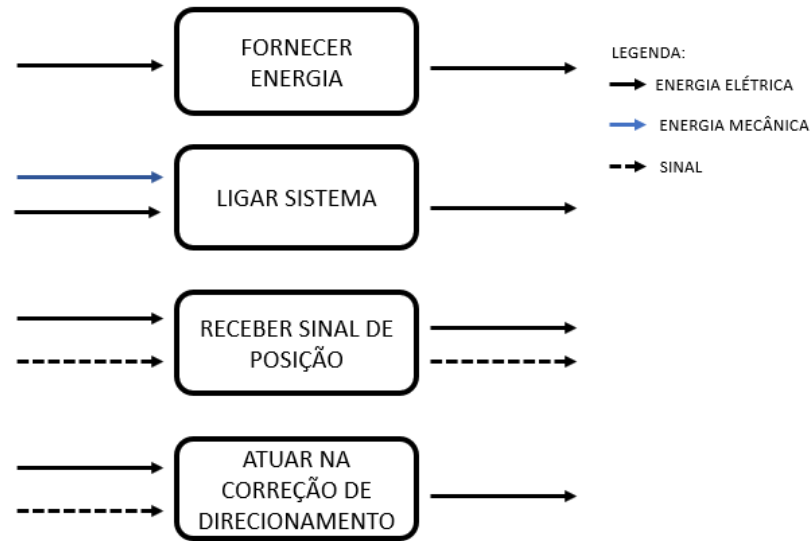 FORNECER
ENERGIA
LEGENDA:
ENERGIA ELÉTRICA
ENERGIA MECÂNICA
SINAL
LIGAR SISTEMA
RECEBER SINAL DE
POSIÇÃO
ATUAR NA
CORREÇÃO DE
DIRECIONAMENTO